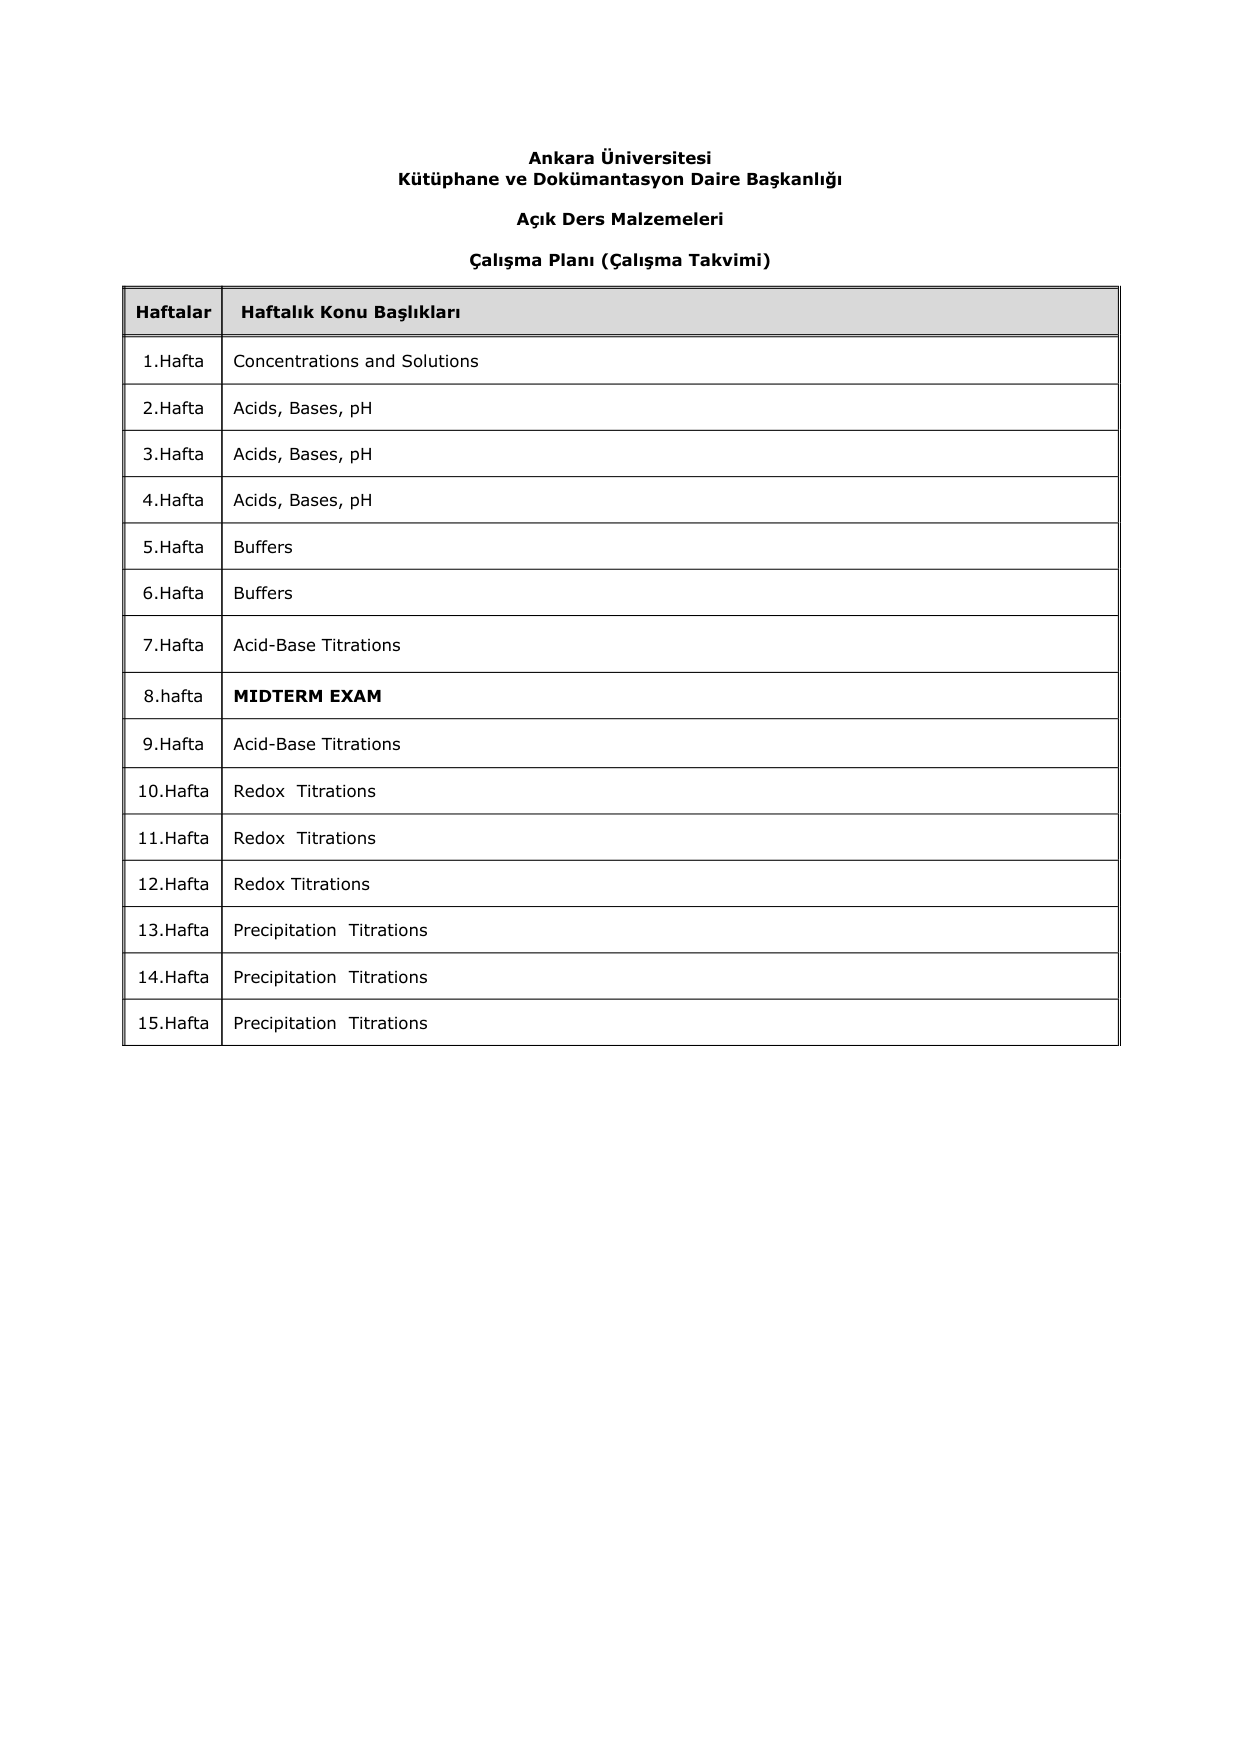 Ankara Üniversitesi
Kütüphane ve Dokümantasyon Daire Başkanlığı
Açık Ders Malzemeleri
Çalışma Planı (Çalışma Takvimi)
Haftalar Haftalık Konu Başlıkları
1.Hafta Concentrations and Solutions
2.Hafta Acids, Bases, pH
3.Hafta Acids, Bases, pH
4.Hafta Acids, Bases, pH
5.Hafta Buffers
6.Hafta Buffers
7.Hafta Acid-Base Titrations
8.hafta MIDTERM EXAM
9.Hafta Acid-Base Titrations
10.Hafta Redox  Titrations
11.Hafta Redox  Titrations
12.Hafta Redox Titrations
13.Hafta Precipitation  Titrations
14.Hafta Precipitation  Titrations
15.Hafta Precipitation  Titrations